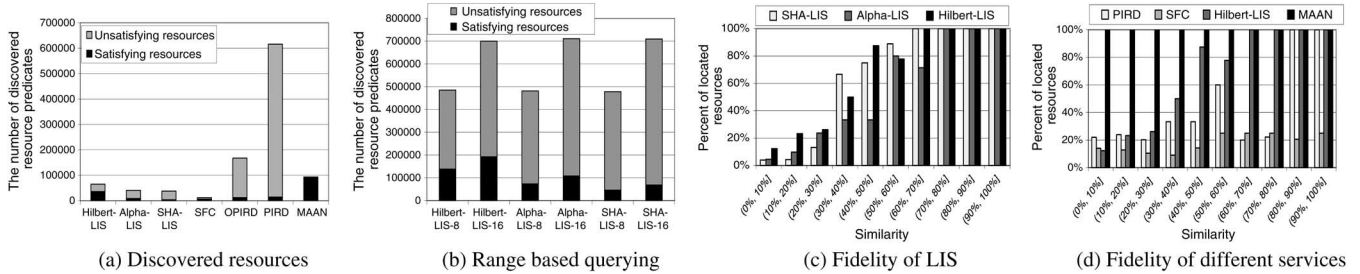 The number of discovered
resource predicates
700000
600000
500000
400000
300000
200000
100000
0
Unsatisfying resources
Satisfying resources
Hilbert-
LIS
Alpha-
LIS
SHA-
LIS
SFC
OPIRD
PIRD
MAAN
(a) Discovered resources
The number of discovered
resource predicates
800000
700000
600000
500000
400000
300000
200000
100000
0
Unsatisfying resources
Satisfying resources
Hilbert-
LIS-8
Hilbert-
LIS-16
Alpha-
LIS-8
Alpha-
LIS-16
SHA-
LIS-8
SHA-
LIS-16
(b) Range based querying
SHA-LIS
Alpha-LIS
Hilbert-LIS
Percent of located
resources
100%
80%
60%
40%
20%
0%
(0%, 10%]
(10%, 20%]
(20%, 30%]
(30%, 40%]
(40%, 50%]
(50%, 60%]
(60%, 70%]
(70%, 80%]
(80%, 90%]
(90%, 100%]
Similarity
(c) Fidelity of LIS
PIRD
SFC
Hilbert-LIS
MAAN
Percent of located
resources
100%
80%
60%
40%
20%
0%
(0%, 10%]
(10%, 20%]
(20%, 30%]
(30%, 40%]
(40%, 50%]
(50%, 60%]
(60%, 70%]
(70%, 80%]
(80%, 90%]
(90%, 100%]
Similarity
(d) Fidelity of different services